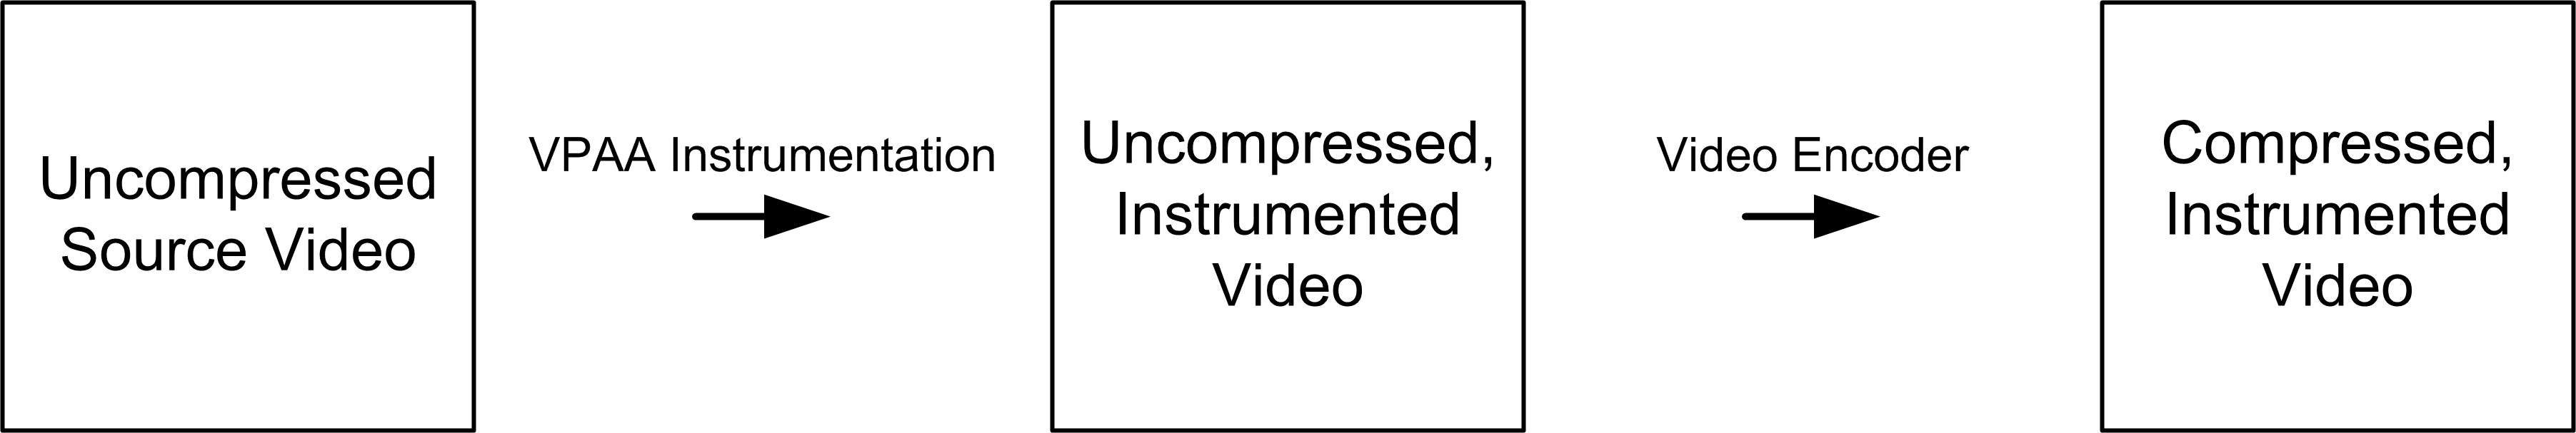 Uncompressed
Source Video
VPAA Instrumentation
Uncompressed,
Instrumented
Video
Video Encoder
Compressed,
Instrumented
Video